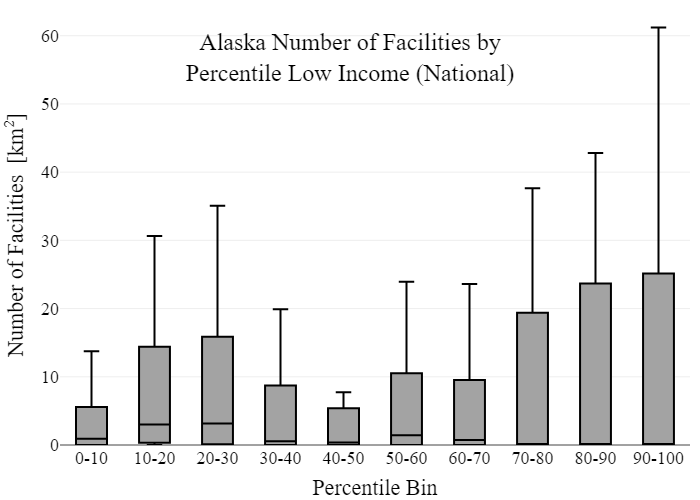 Alaska Number of Facilities by
Percentile Low Income (National)
Number of Facilities [km²]
60
50
40
30
20
10
0
0-10 10-20 20-30 30-40 40-50 50-60 60-70 70-80 80-90 90-100
Percentile Bin